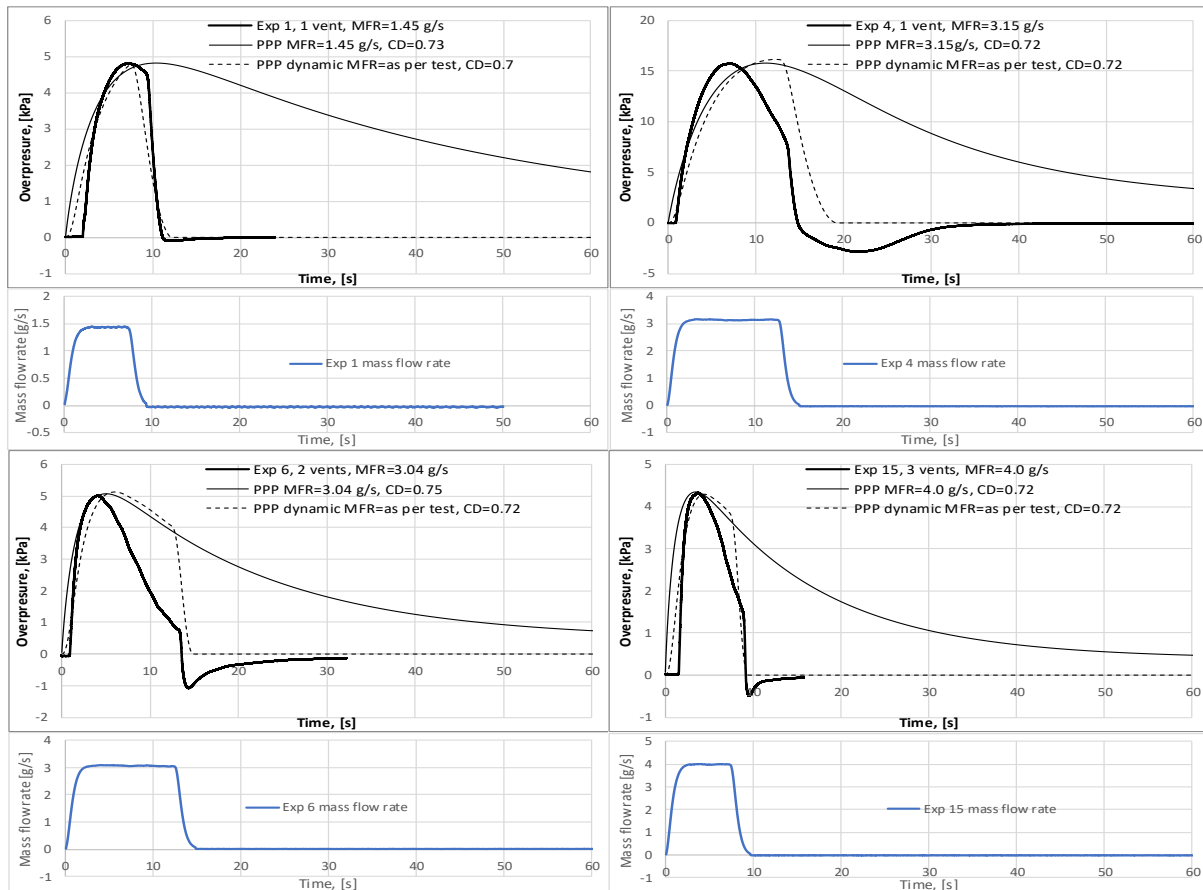 6
5
4
3
2
1
0
-1
Overpresure, [kPa]
Exp 1, 1 vent, MFR=1.45 g/s
PPP MFR=1.45 g/s, CD=0.73
PPP dynamic MFR=as per test, CD=0.7
0 10 20 30 40 50 60
Time, [s]
20
15
10
5
0
-5
Overpresure, [kPa]
Exp 4, 1 vent, MFR=3.15 g/s
PPP MFR=3.15g/s, CD=0.72
PPP dynamic MFR=as per test, CD=0.72
0 10 20 30 40 50 60
Time, [s]
2
1.5
1
0.5
0
-0.5
Mass flow rate [g/s]
Exp 1 mass flow rate
0 10 20 30 40 50 60
Time, [s]
4
3
2
1
0
-1
Mass flow rate [g/s]
Exp 4 mass flow rate
0 10 20 30 40 50 60
Time, [s]
6
5
4
3
2
1
0
-1
-2
Overpresure, [kPa]
Exp 6, 2 vents, MFR=3.04 g/s
PPP MFR=3.04 g/s, CD=0.75
PPP dynamic MFR=as per test, CD=0.72
0 10 20 30 40 50 60
Time, [s]
5
4
3
2
1
0
-1
Overpresure, [kPa]
Exp 15, 3 vents, MFR=4.0 g/s
PPP MFR=4.0 g/s, CD=0.72
PPP dynamic MFR=as per test, CD=0.72
0 10 20 30 40 50 60
Time, [s]
4
3
2
1
0
-1
Mass flow rate [g/s]
Exp 6 mass flow rate
0 10 20 30 40 50 60
Time, [s]
5
4
3
2
1
0
-1
Mass flow rate [g/s]
Exp 15 mass flow rate
0 10 20 30 40 50 60
Time, [s]